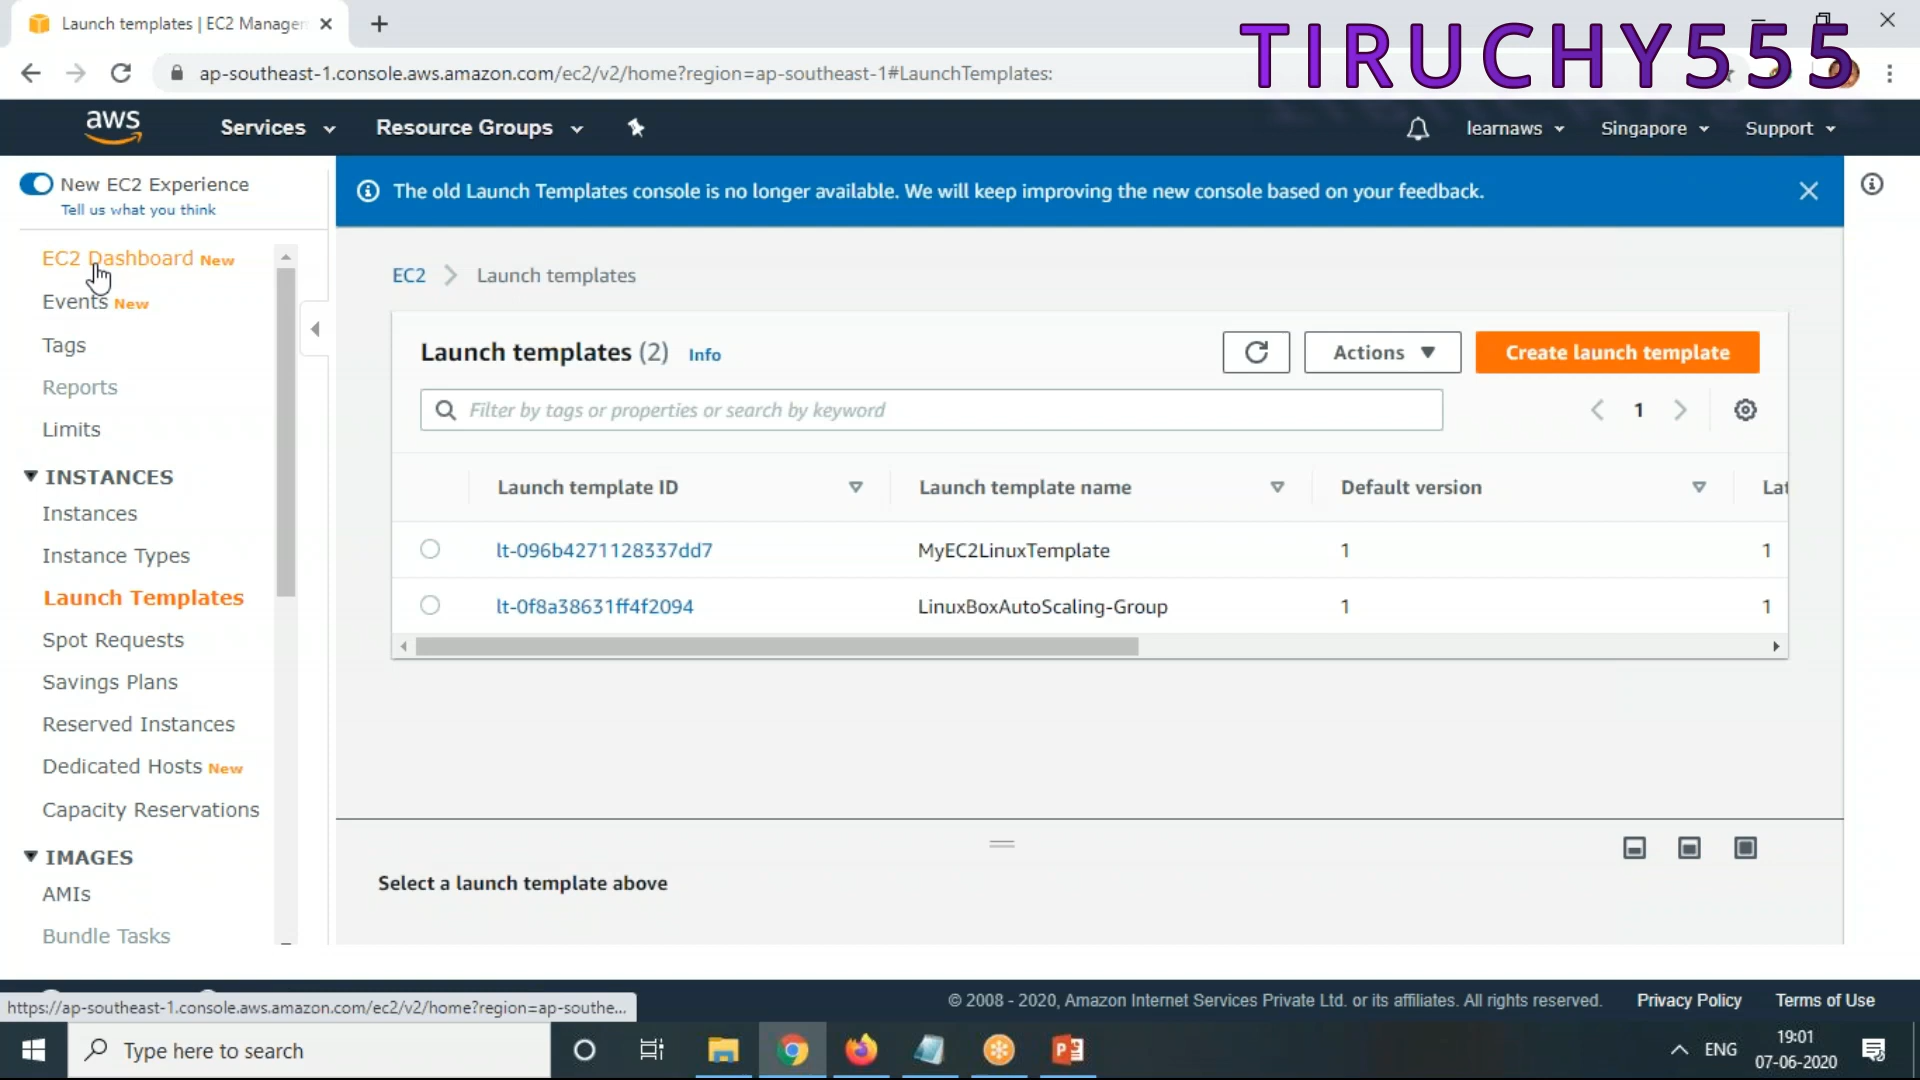 Launch templates | EC2 Manager
TIRUCHY555
ap-southeast-1.console.aws.amazon.com/ec2/v2/home?region=ap-southeast-1#LaunchTemplates:
aws
Services
Resource Groups
learnaws
Singapore
Support
New EC2 Experience
Tell us what you think
The old Launch Templates console is no longer available. We will keep improving the new console based on your feedback.
EC2 Dashboard New
Events New
Tags
Reports
Limits
INSTANCES
Instances
Instance Types
Launch Templates
Spot Requests
Savings Plans
Reserved Instances
Dedicated Hosts New
Capacity Reservations
IMAGES
AMIs
Bundle Tasks
EC2 > Launch templates
Launch templates (2) Info
Actions
Create launch template
Filter by tags or properties or search by keyword
1
Launch template ID Launch template name Default version Lat
lt-096b4271128337dd7 MyEC2LinuxTemplate 1 1
lt-0f8a38631ff4f2094 LinuxBoxAutoScaling-Group 1 1
Select a launch template above
https://ap-southeast-1.console.aws.amazon.com/ec2/v2/home?region=ap-southe...
© 2008 - 2020, Amazon Internet Services Private Ltd. or its affiliates. All rights reserved.
Privacy Policy
Terms of Use
Type here to search
ENG
19:01
07-06-2020